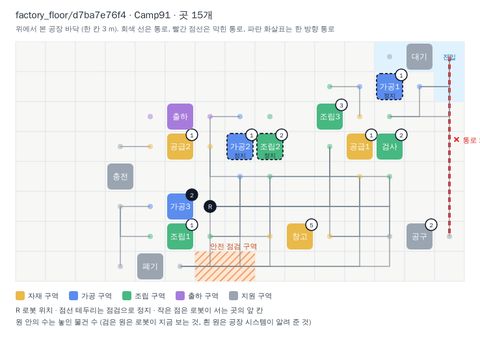 factory_floor/d7ba7e76f4 · Camp91 · 곳 15개
위에서 본 공장 바닥 (한 칸 3 m). 회색 선은 통로, 빨간 점선은 막힌 통로, 파란 화살표는 한 방향 통로
대기
진입
가공1
1
조립3
3
출하
공급2
1
가공2
1
조립2
2
공급1
1
검사
2
✕ 통로
충전
가공3
2
R
조립1
1
창고
5
공구
2
안전 점검 구역
폐기
자재 구역
가공 구역
조립 구역
출하 구역
지원 구역
R 로봇 위치 · 점선 테두리는 점검으로 정지 · 작은 점은 로봇이 서는 곳의 앞 칸
원 안의 수는 놓인 물건 수 (검은 원은 로봇이 지금 보는 것, 흰 원은 공장 시스템이 알려 준 것)